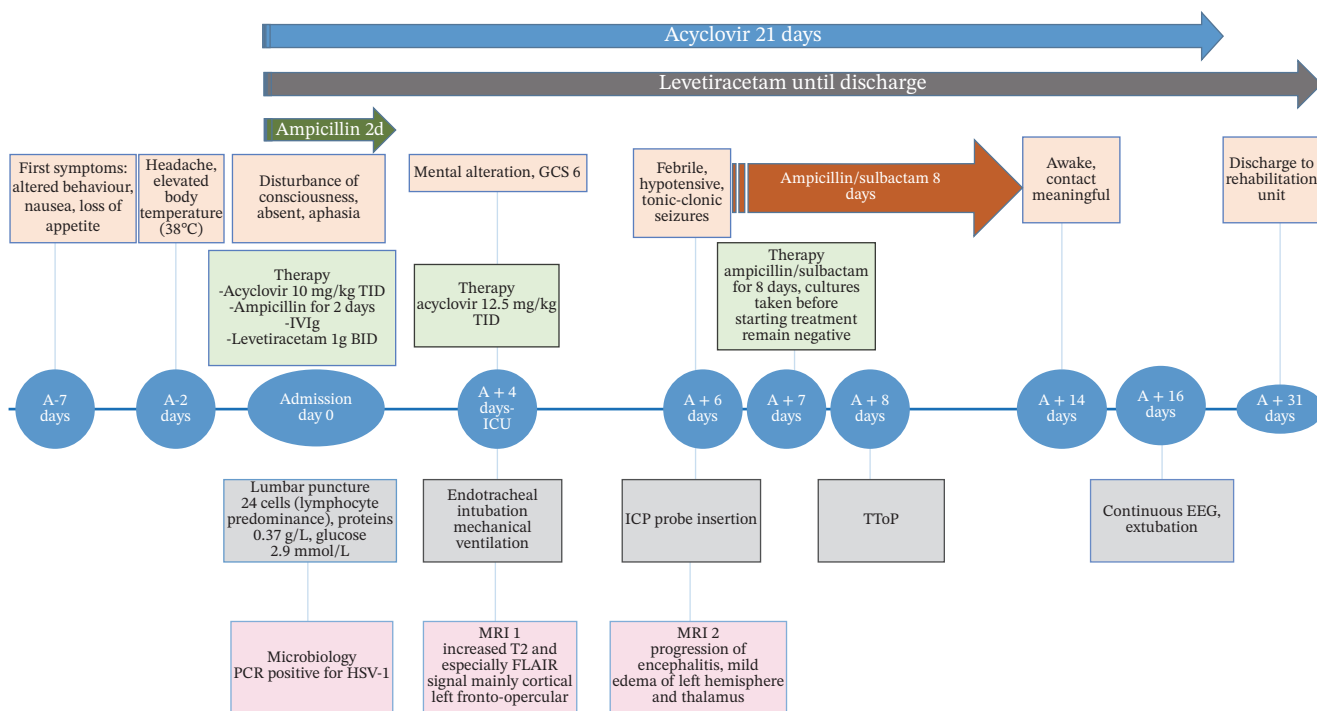 Acyclovir 21 days
Levetiracetam until discharge
Ampicillin 2d
First symptoms:
altered behaviour,
nausea, loss of
appetite
Headache,
elevated
body
temperature
(38°C)
Disturbance of
consciousness,
absent, aphasia
Mental alteration, GCS 6
Febrile,
hypotensive,
tonic-clonic
seizures
Ampicillin/sulbactam 8
days
Awake,
contact
meaningful
Discharge to
rehabilitation
unit
Therapy
-Acyclovir 10 mg/kg TID
-Ampicillin for 2 days
-IVIg
-Levetiracetam 1g BID
Therapy
acyclovir 12.5 mg/kg
TID
Therapy
ampicillin/sulbactam
for 8 days, cultures
taken before
starting treatment
remain negative
A-7
days
A-2
days
Admission
day 0
A + 4
days-
ICU
A + 6
days
A + 7
days
A + 8
days
A + 14
days
A + 16
days
A + 31
days
Lumbar puncture
24 cells (lymphocyte
predominance), proteins
0.37 g/L, glucose
2.9 mmol/L
Endotracheal
intubation
mechanical
ventilation
ICP probe insertion
TToP
Continuous EEG,
extubation
Microbiology
PCR positive for HSV-1
MRI 1
increased T2 and
especially FLAIR
signal mainly cortical
left fronto-opercular
MRI 2
progression of
encephalitis, mild
edema of left hemisphere
and thalamus